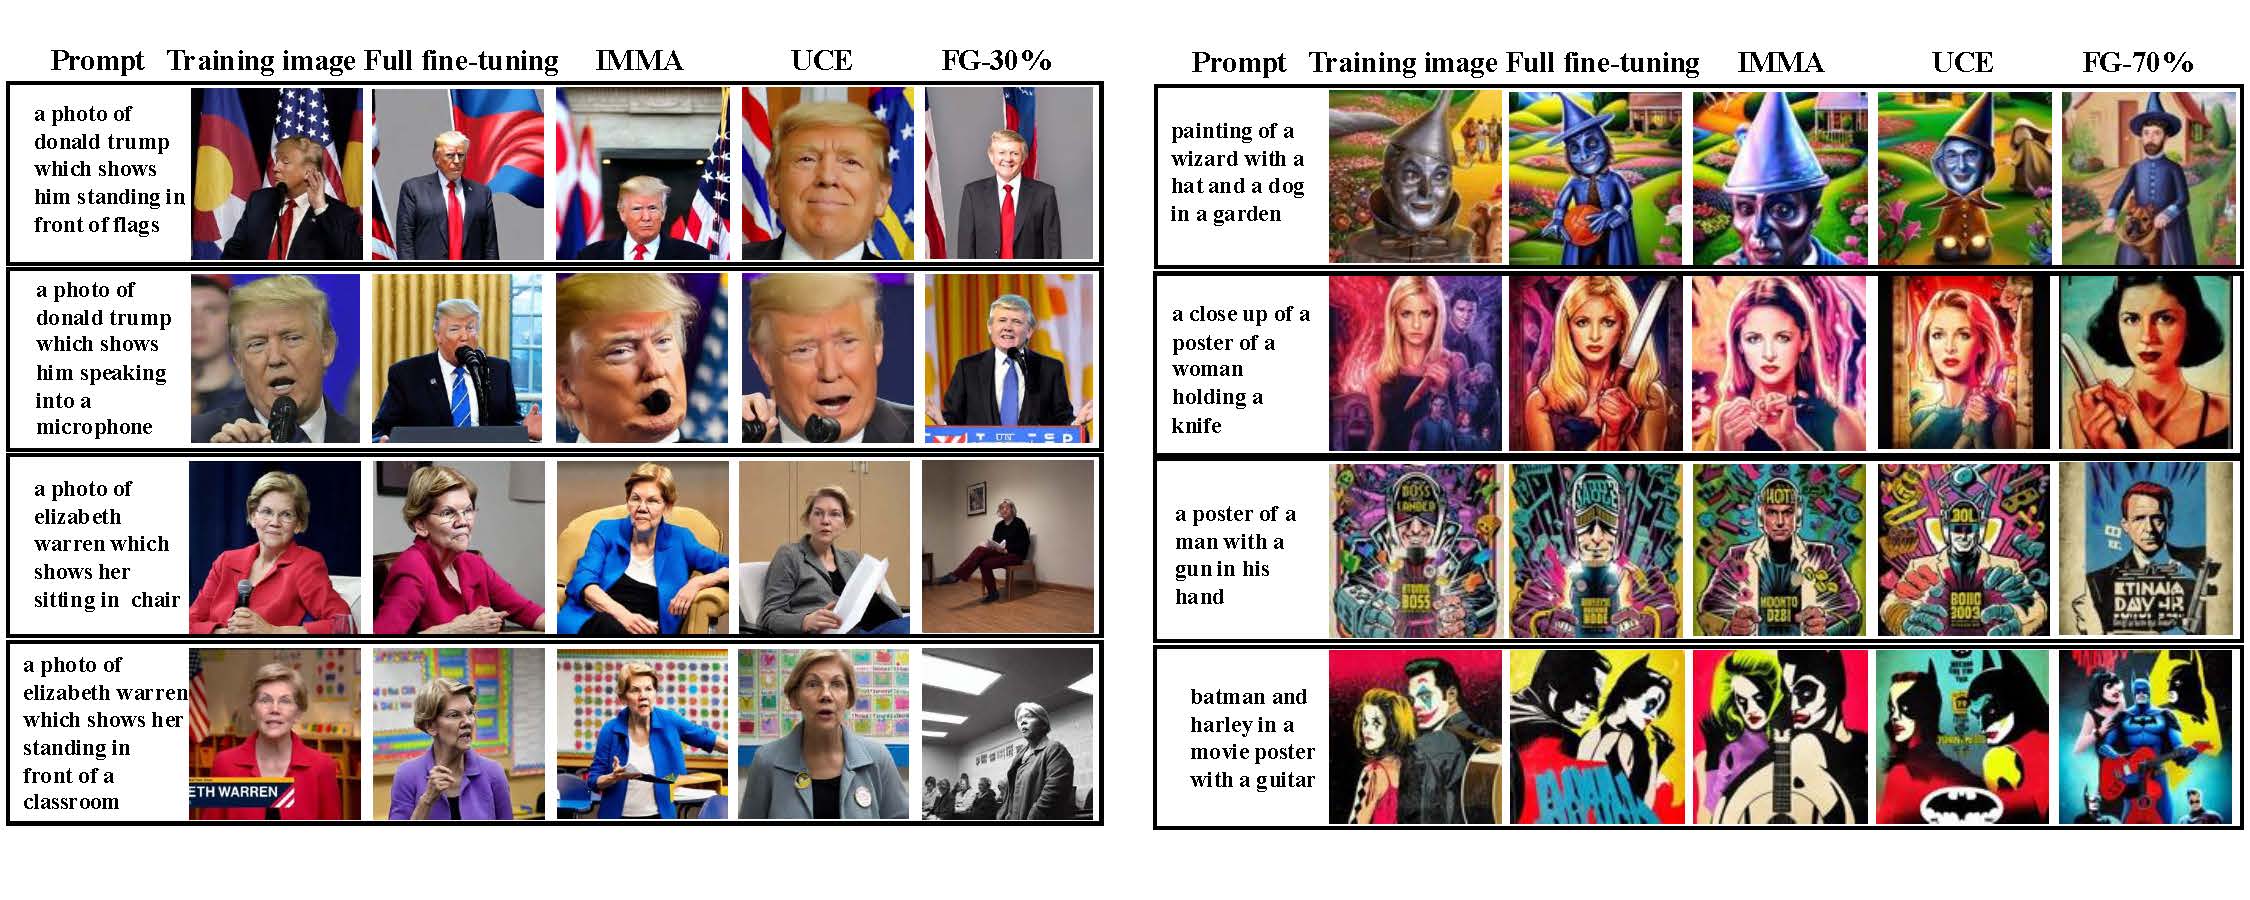 Prompt Training image Full fine-tuning IMMA UCE FG-30%
a photo of
donald trump
which shows
him standing in
front of flags
a photo of
donald trump
which shows
him speaking
into a
microphone
a photo of
elizabeth
warren which
shows her
sitting in chair
a photo of
elizabeth warren
which shows her
standing in
front of a
classroom
ETH WARREN
Prompt Training image Full fine-tuning IMMA UCE FG-70%
painting of a
wizard with a
hat and a dog
in a garden
a close up of a
poster of a
woman
holding a
knife
a poster of a
man with a
gun in his
hand
BOSS
LANDER
BOSS
HOT
BOL
batman and
harley in a
movie poster
with a guitar